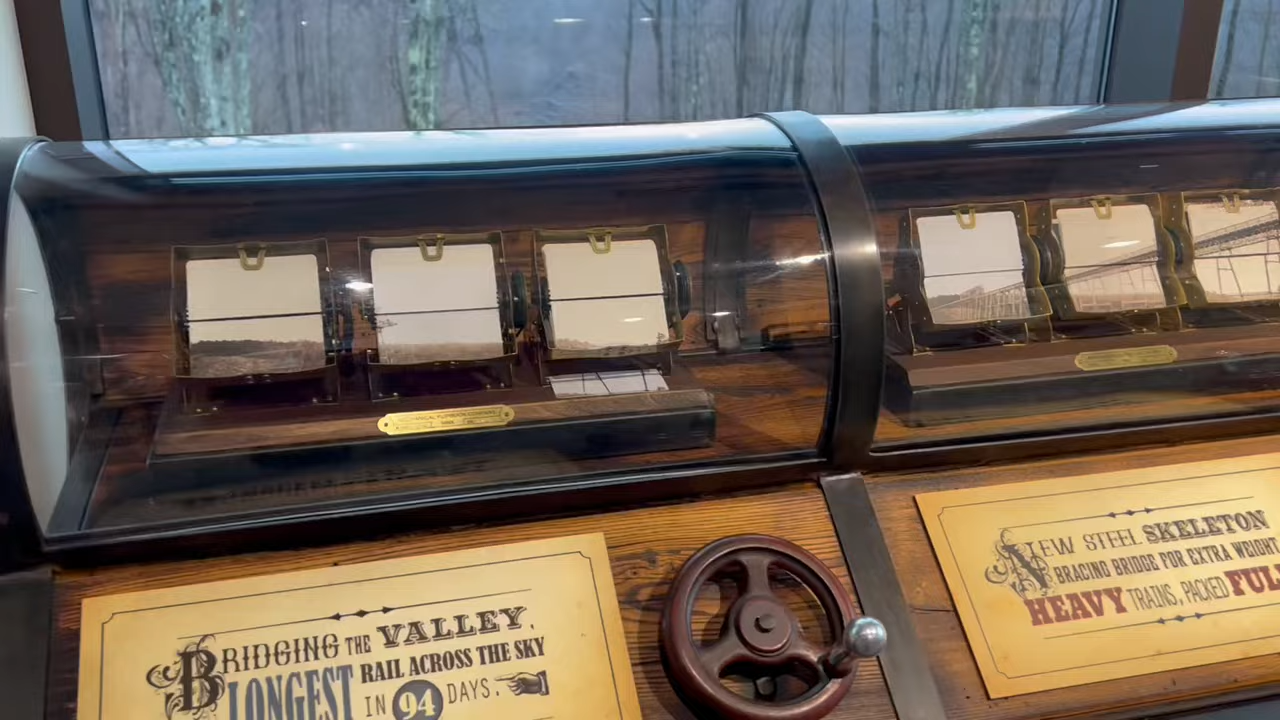 BRIDGING THE VALLEY,
LONGEST RAIL ACROSS THE SKY
IN 94 DAYS.
NEW STEEL SKELETON
BRACING BRIDGE FOR EXTRA WEIGHT
HEAVY TRAINS, PACKED